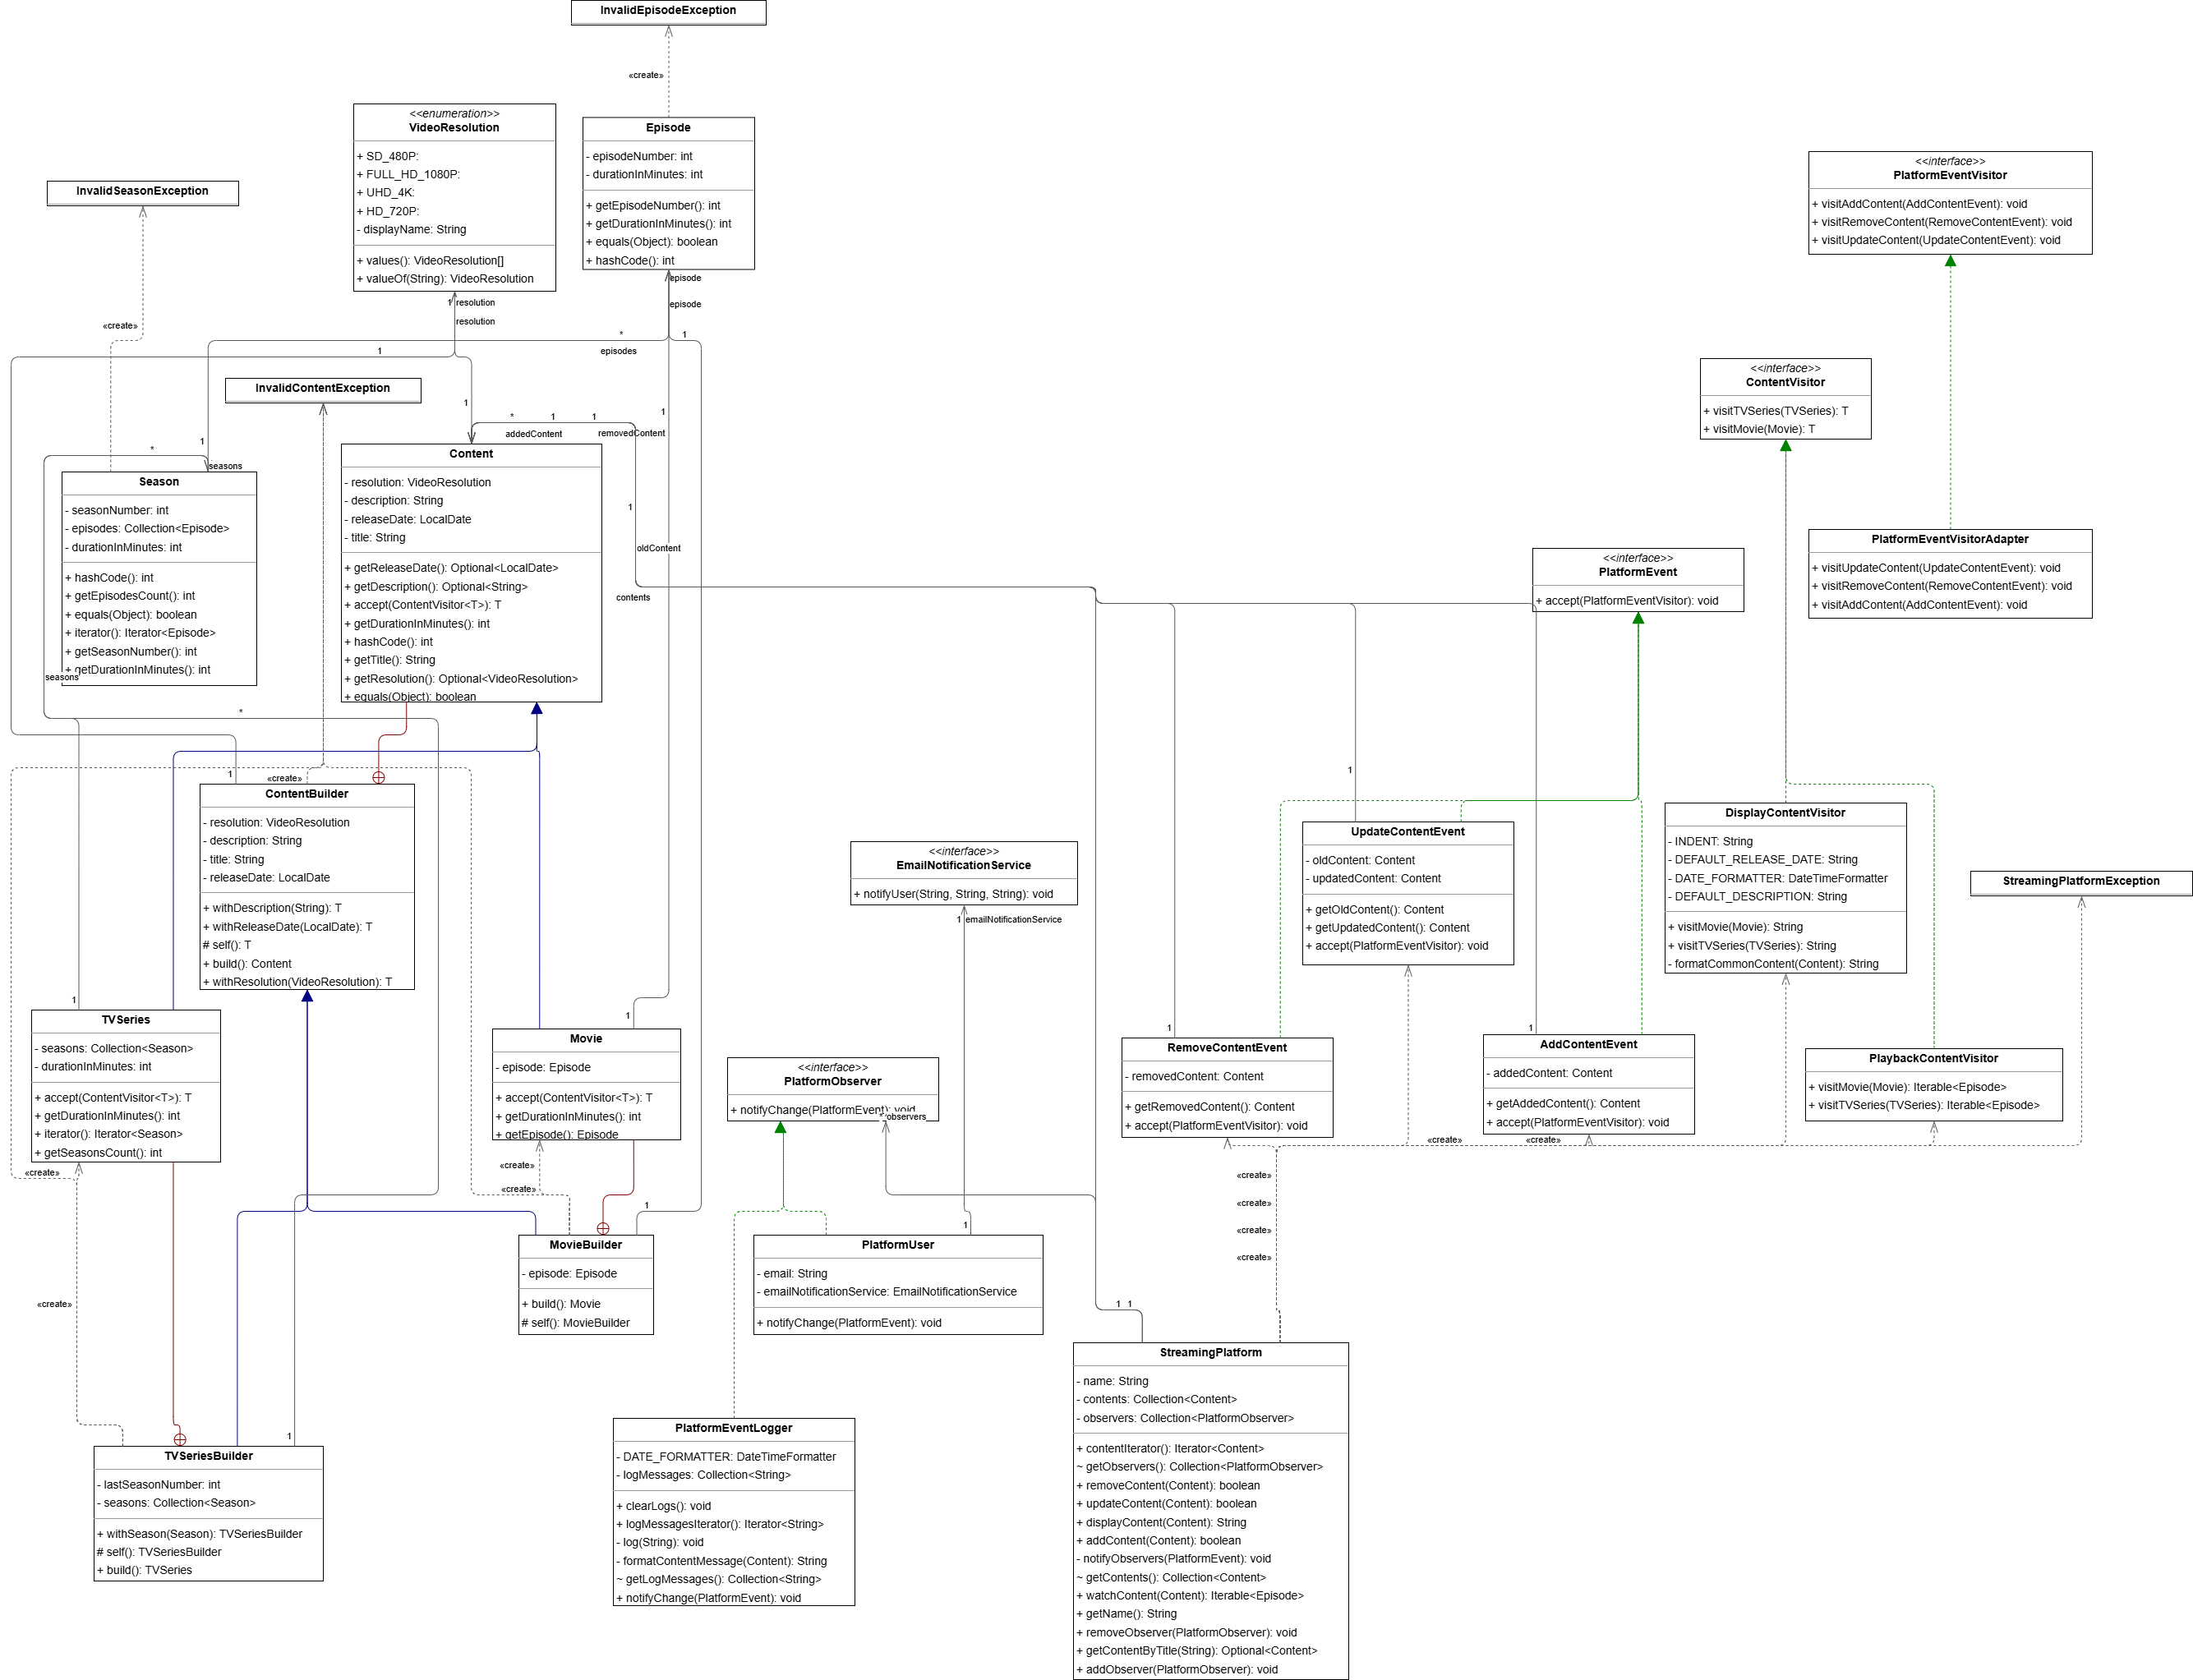 InvalidEpisodeException
«create»
<<enumeration>>
VideoResolution
+ SD_480P:
+ FULL_HD_1080P:
+ UHD_4K:
+ HD_720P:
- displayName: String
+ values(): VideoResolution[]
+ valueOf(String): VideoResolution
Episode
- episodeNumber: int
- durationInMinutes: int
+ getEpisodeNumber(): int
+ getDurationInMinutes(): int
+ equals(Object): boolean
+ hashCode(): int
<<interface>>
PlatformEventVisitor
+ visitAddContent(AddContentEvent): void
+ visitRemoveContent(RemoveContentEvent): void
+ visitUpdateContent(UpdateContentEvent): void
InvalidSeasonException
«create»
episode
episode
1
resolution
resolution
*
1
episodes
1
InvalidContentException
<<interface>>
ContentVisitor
+ visitTVSeries(TVSeries): T
+ visitMovie(Movie): T
1
*
1
1
1
addedContent
removedContent
1
*
seasons
Season
- seasonNumber: int
- episodes: Collection<Episode>
- durationInMinutes: int
+ hashCode(): int
+ getEpisodesCount(): int
+ equals(Object): boolean
+ iterator(): Iterator<Episode>
+ getSeasonNumber(): int
+ getDurationInMinutes(): int
seasons
Content
- resolution: VideoResolution
- description: String
- releaseDate: LocalDate
- title: String
+ getReleaseDate(): Optional<LocalDate>
+ getDescription(): Optional<String>
+ accept(ContentVisitor<T>): T
+ getDurationInMinutes(): int
+ hashCode(): int
+ getTitle(): String
+ getResolution(): Optional<VideoResolution>
+ equals(Object): boolean
1
oldContent
contents
<<interface>>
PlatformEvent
+ accept(PlatformEventVisitor): void
PlatformEventVisitorAdapter
+ visitUpdateContent(UpdateContentEvent): void
+ visitRemoveContent(RemoveContentEvent): void
+ visitAddContent(AddContentEvent): void
*
1
«create»
1
ContentBuilder
- resolution: VideoResolution
- description: String
- title: String
- releaseDate: LocalDate
+ withDescription(String): T
+ withReleaseDate(LocalDate): T
# self(): T
+ build(): Content
+ withResolution(VideoResolution): T
<<interface>>
EmailNotificationService
+ notifyUser(String, String, String): void
1
emailNotificationService
UpdateContentEvent
- oldContent: Content
- updatedContent: Content
+ getOldContent(): Content
+ getUpdatedContent(): Content
+ accept(PlatformEventVisitor): void
DisplayContentVisitor
- INDENT: String
- DEFAULT_RELEASE_DATE: String
- DATE_FORMATTER: DateTimeFormatter
- DEFAULT_DESCRIPTION: String
+ visitMovie(Movie): String
+ visitTVSeries(TVSeries): String
- formatCommonContent(Content): String
StreamingPlatformException
1
TVSeries
- seasons: Collection<Season>
- durationInMinutes: int
+ accept(ContentVisitor<T>): T
+ getDurationInMinutes(): int
+ iterator(): Iterator<Season>
+ getSeasonsCount(): int
«create»
1
Movie
- episode: Episode
+ accept(ContentVisitor<T>): T
+ getDurationInMinutes(): int
+ getEpisode(): Episode
«create»
«create»
<<interface>>
PlatformObserver
+ notifyChange(PlatformEvent): void
*
observers
1
RemoveContentEvent
- removedContent: Content
+ getRemovedContent(): Content
+ accept(PlatformEventVisitor): void
1
AddContentEvent
- addedContent: Content
+ getAddedContent(): Content
+ accept(PlatformEventVisitor): void
PlaybackContentVisitor
+ visitMovie(Movie): Iterable<Episode>
+ visitTVSeries(TVSeries): Iterable<Episode>
«create»
«create»
«create»
«create»
«create»
«create»
1
1
MovieBuilder
- episode: Episode
+ build(): Movie
# self(): MovieBuilder
PlatformUser
- email: String
- emailNotificationService: EmailNotificationService
+ notifyChange(PlatformEvent): void
«create»
1
1
StreamingPlatform
- name: String
- contents: Collection<Content>
- observers: Collection<PlatformObserver>
+ contentIterator(): Iterator<Content>
~ getObservers(): Collection<PlatformObserver>
+ removeContent(Content): boolean
+ updateContent(Content): boolean
+ displayContent(Content): String
+ addContent(Content): boolean
- notifyObservers(PlatformEvent): void
~ getContents(): Collection<Content>
+ watchContent(Content): Iterable<Episode>
+ getName(): String
+ removeObserver(PlatformObserver): void
+ getContentByTitle(String): Optional<Content>
+ addObserver(PlatformObserver): void
PlatformEventLogger
- DATE_FORMATTER: DateTimeFormatter
- logMessages: Collection<String>
+ clearLogs(): void
+ logMessagesIterator(): Iterator<String>
- log(String): void
- formatContentMessage(Content): String
~ getLogMessages(): Collection<String>
+ notifyChange(PlatformEvent): void
1
TVSeriesBuilder
- lastSeasonNumber: int
- seasons: Collection<Season>
+ withSeason(Season): TVSeriesBuilder
# self(): TVSeriesBuilder
+ build(): TVSeries